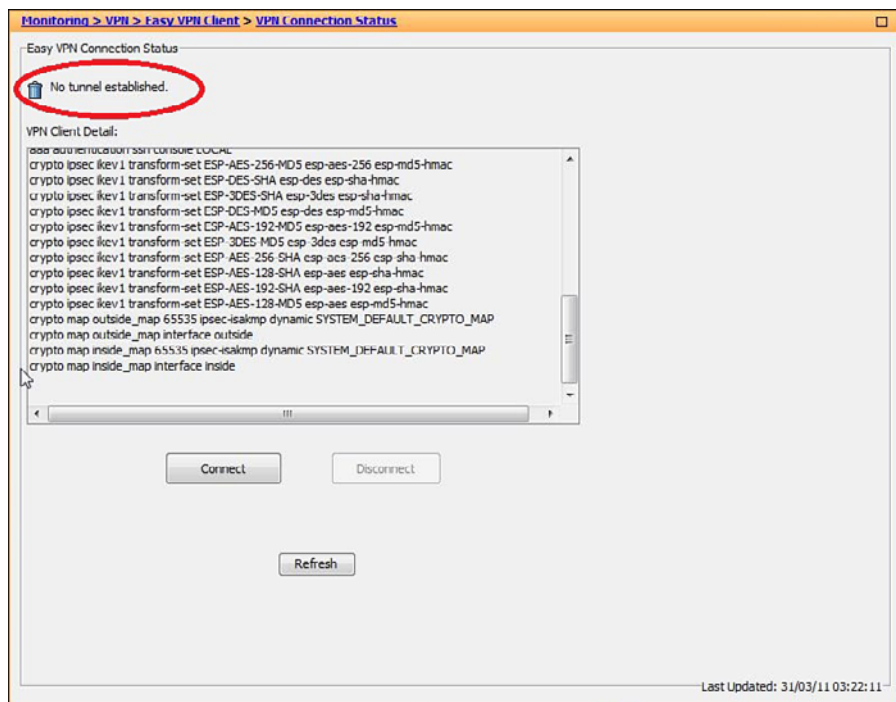 Monitoring > VPN > Easy VPN Client > VPN Connection Status
Easy VPN Connection Status
No tunnel established.
VPN Client Detail:
aaa authentication ssh console LOCAL
crypto ipsec ikev1 transform-set ESP-AES-256-MD5 esp-aes-256 esp-md5-hmac
crypto ipsec ikev1 transform-set ESP-DES-SHA esp-des esp-sha-hmac
crypto ipsec ikev1 transform-set ESP-3DES-SHA esp-3des esp-sha-hmac
crypto ipsec ikev1 transform-set ESP-DES-MD5 esp-des esp-md5-hmac
crypto ipsec ikev1 transform-set ESP-AES-192-MD5 esp-aes-192 esp-md5-hmac
crypto ipsec ikev1 transform-set ESP-3DES-MD5 esp-3des esp-md5-hmac
crypto ipsec ikev1 transform-set ESP-AES-256-SHA esp-aes-256 esp-sha-hmac
crypto ipsec ikev1 transform-set ESP-AES-128-SHA esp-aes esp-sha-hmac
crypto ipsec ikev1 transform-set ESP-AES-192-SHA esp-aes-192 esp-sha-hmac
crypto ipsec ikev1 transform-set ESP-AES-128-MD5 esp-aes esp-md5-hmac
crypto map outside_map 65535 ipsec-isakmp dynamic SYSTEM_DEFAULT_CRYPTO_MAP
crypto map outside_map interface outside
crypto map inside_map 65535 ipsec-isakmp dynamic SYSTEM_DEFAULT_CRYPTO_MAP
crypto map inside_map interface inside
Connect Disconnect
Refresh
Last Updated: 31/03/11 03:22:11